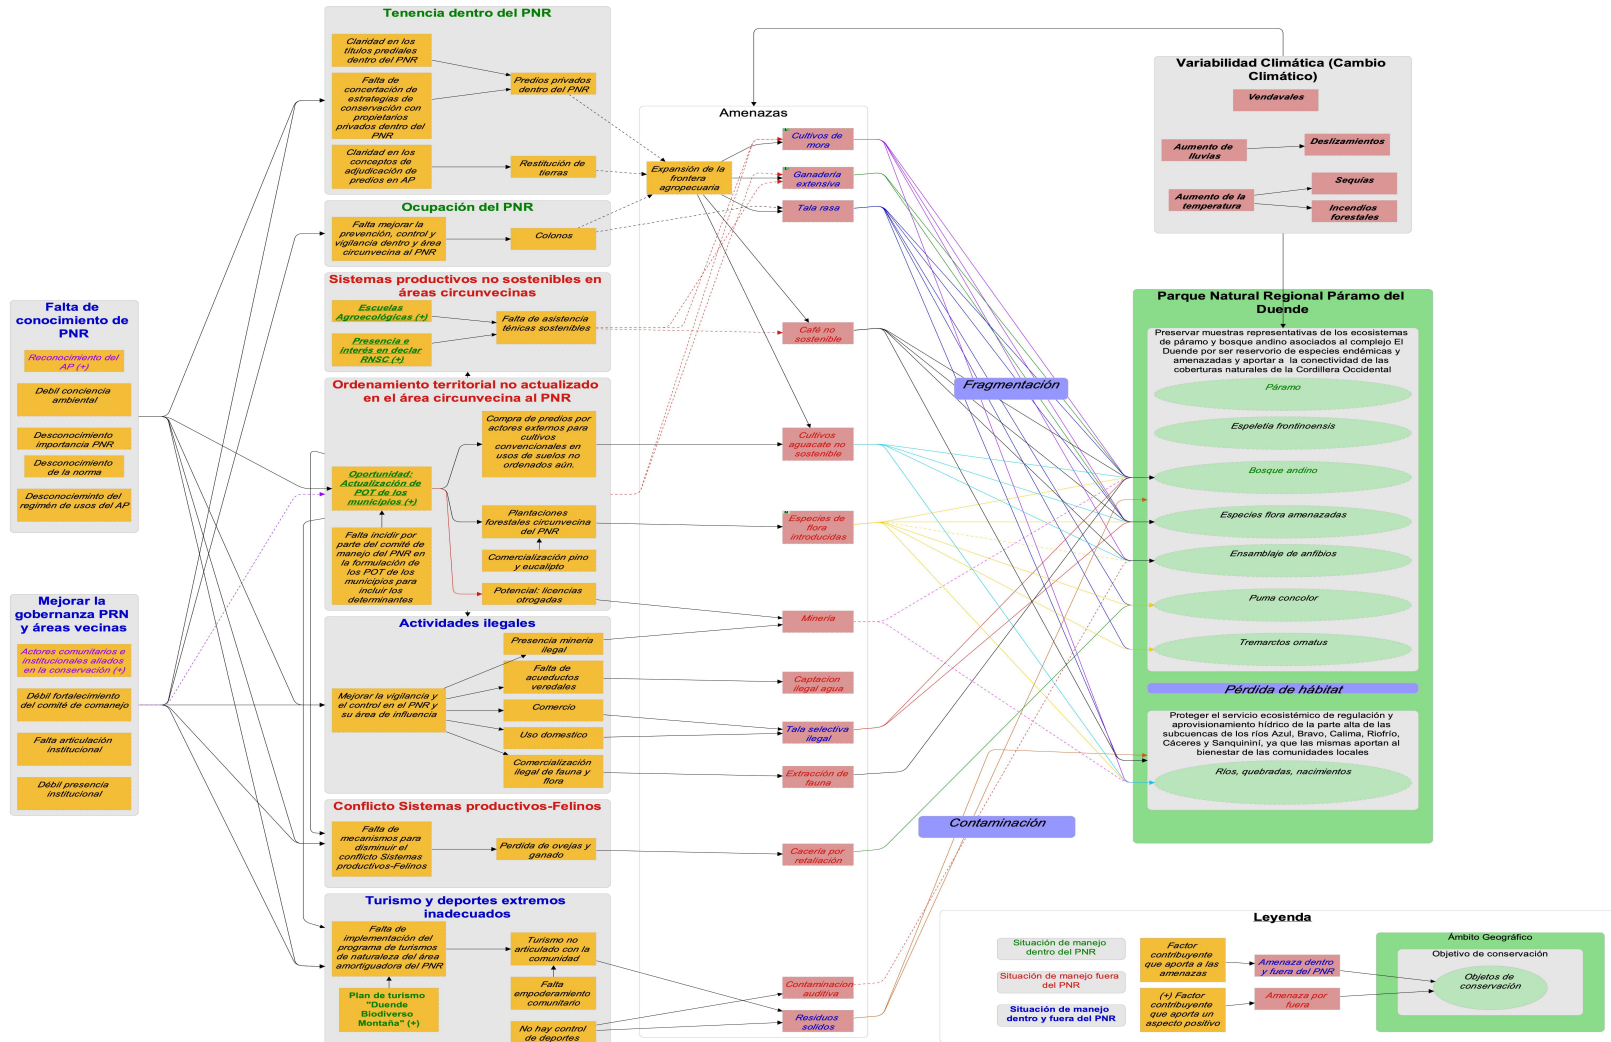 Falta de
conocimiento de
PNR
Reconocimiento del
AP (+)
Debil conciencia
ambiental
Desconocimiento
importancia PNR
Desconocimiento
de la norma
Desconocieminto del
regimén de usos del AP
Mejorar la
gobernanza PRN
y áreas vecinas
Actores comunitarios e
institucionales aliados
en la conservación (+)
Débil fortalecimiento
del comité de comanejo
Falta articulación
institucional
Débil presencia
institucional
Tenencia dentro del PNR
Claridad en los
títulos prediales
dentro del PNR
Falta de
concertación de
estrategias de
conservación con
propietarios
privados dentro del
PNR
Claridad en los
conceptos de
adjudicación de
predios en AP
Predios privados
dentro del PNR
Restitución de
tierras
Ocupación del PNR
Falta mejorar la
prevención, control y
vigilancia dentro y área
circunvecina al PNR
Colonos
Sistemas productivos no sostenibles en
áreas circunvecinas
Escuelas
Agroecológicas (+)
Presencia e
interés en declar
RNSC (+)
Falta de asistencia
ténicas sostenibles
Ordenamiento territorial no actualizado
en el área circunvecina al PNR
Oportunidad:
Actualización de
POT de los
municipios (+)
Falta incidir por
parte del comité de
manejo del PNR en
la formulación de
los POT de los
municipios para
incluir los
determinantes
Compra de predios por
actores externos para
cultivos
convencionales en
usos de suelos no
ordenados aún.
Plantaciones
forestales circunvecina
del PNR
Comercialización pino
y eucalipto
Potencial: licencias
otrogadas
Actividades ilegales
Mejorar la vigilancia y
el control en el PNR y
su área de influencia
Presencia mineria
ilegal
Falta de
acueductos
veredales
Comercio
Uso domestico
Comercialización
ilegal de fauna y
flora
Conflicto Sistemas productivos-Felinos
Falta de
mecanismos para
disminuir el
conflicto Sistemas
productivos-Felinos
Perdida de ovejas y
ganado
Turismo y deportes extremos
inadecuados
Falta de
implementación del
programa de turismos
de naturaleza del área
amortiguadora del PNR
Plan de turismo
"Duende
Biodiverso
Montaña" (+)
Turismo no
articulado con la
comunidad
Falta
empoderamiento
comunitario
No hay control
de deportes
Amenazas
Expansión de la
frontera
agropecuaria
Cultivos de
mora
Ganadería
extensiva
Tala rasa
Café no
sostenible
Cultivos
aguacate no
sostenible
Especies de
flora
introducidas
Minería
Captacion
ilegal agua
Tala selectiva
ilegal
Extracción de
fauna
Cacería por
retaliación
Contaminacion
auditiva
Residuos
solidos
Fragmentación
Contaminación
Variabilidad Climática (Cambio
Climático)
Vendavales
Aumento de
lluvias
Deslizamientos
Aumento de la
temperatura
Sequías
Incendios
forestales
Parque Natural Regional Páramo del
Duende
Preservar muestras representativas de los ecosistemas
de páramo y bosque andino asociados al complejo El
Duende por ser reservorio de especies endémicas y
amenazadas y aportar a la conectividad de las
coberturas naturales de la Cordillera Occidental
Páramo
Espeletia frontinoensis
Bosque andino
Especies flora amenazadas
Ensamblaje de anfibios
Puma concolor
Tremarctos ornatus
Pérdida de hábitat
Proteger el servicio ecosistémico de regulación y
aprovisionamiento hídrico de la parte alta de las
subcuencas de los ríos Azul, Bravo, Calima, Riofrío,
Cáceres y Sanquininí, ya que las mismas aportan al
bienestar de las comunidades locales
Ríos, quebradas, nacimientos
Leyenda
Situación de manejo
dentro del PNR
Situación de manejo fuera
del PNR
Situación de manejo
dentro y fuera del PNR
Factor
contribuyente
que aporta a las
amenazas
(+) Factor
contribuyente
que aporta un
aspecto positivo
Amenaza dentro
y fuera del PNR
Amenaza por
fuera
Ámbito Geográfico
Objetivo de conservación
Objetos de
conservación